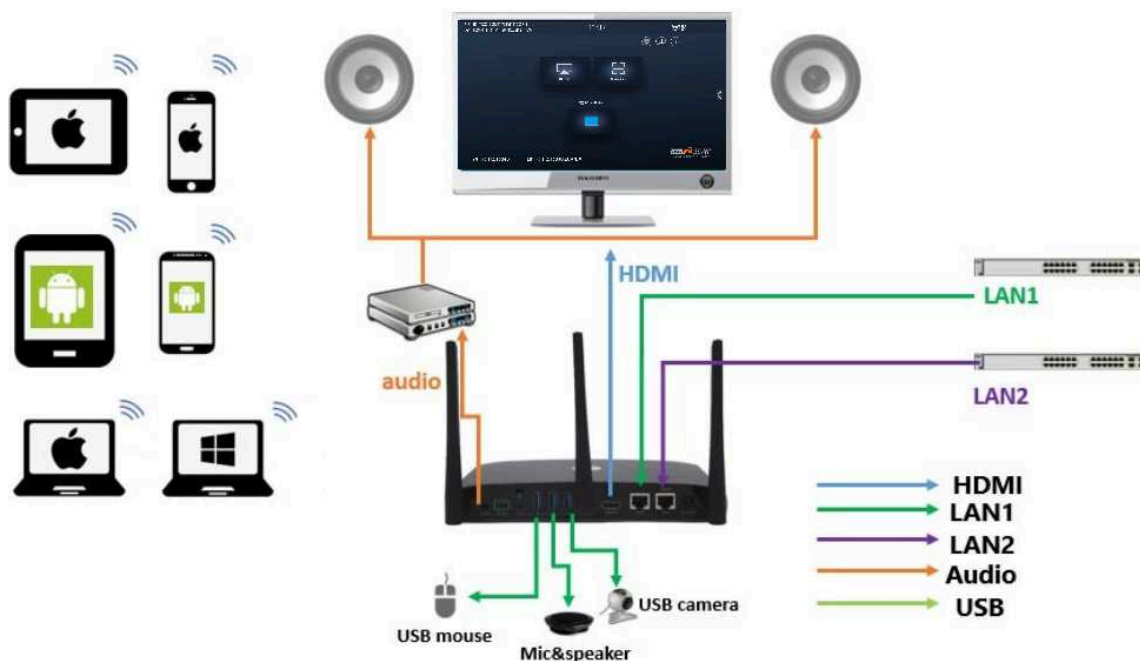 HDMI
LAN1
audio
LAN2
HDMI
LAN1
LAN2
Audio
USB
USB camera
USB mouse
Mic&speaker